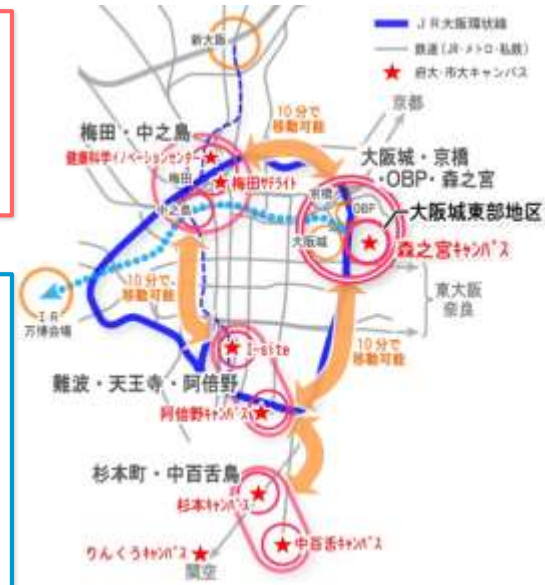 JR大阪環状線
鉄道(JR・メトロ・私鉄)
府大・市大キャンパス
新大阪
京都
10分で
移動可能
梅田・中之島
健康科学イノベーションセンター
梅田
梅田サテライト
中之島
大阪城・京橋
・OBP・森之宮
京橋
OBP
大阪城東部地区
大阪城
森之宮キャンパス
東大阪
奈良
IR
万博会場
10分で
移動可能
10分で
移動可能
I-site
難波・天王寺・阿倍野
阿倍野キャンパス
杉本町・中百舌鳥
杉本キャンパス
中百舌キャンパス
りんくうキャンパス
関空